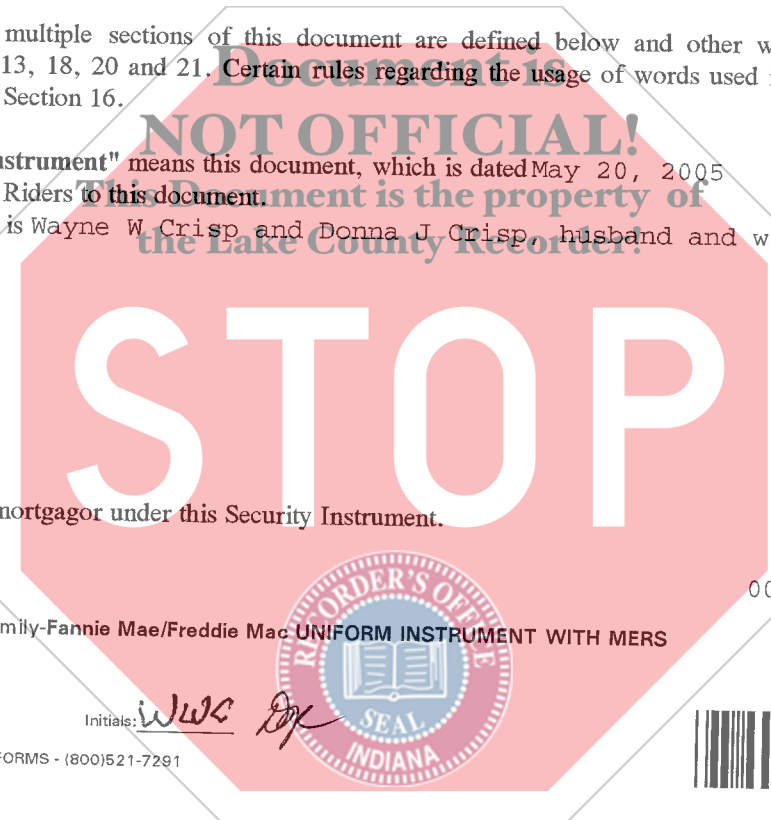 multiple sections of this document are defined below and other w
Document is
13, 18, 20 and 21. Certain rules regarding the usage of words used
Section 16.
NOT OFFICIAL!
nstrument" means this document, which is dated May 20, 2005
This Document is the property of
Riders to this document.
is Wayne W Crisp and Donna J Crisp, husband and w
the Lake County Recorder!
STOP
mortgagor under this Security Instrument.
00
mily-Fannie Mae/Freddie Mac UNIFORM INSTRUMENT WITH MERS
RECORDER'S OFFICE
SEAL
INDIANA
Initials: WWC DJC
FORMS - (800)521-7291